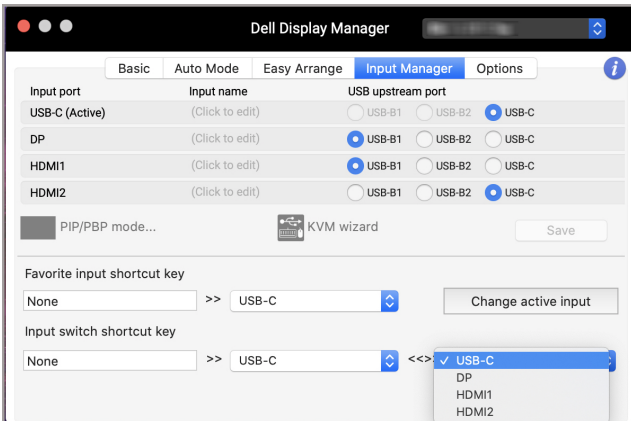 Dell Display Manager
Basic Auto Mode Easy Arrange Input Manager Options i
Input port Input name USB upstream port
USB-C (Active) (Click to edit) USB-B1 USB-B2 USB-C
DP (Click to edit) USB-B1 USB-B2 USB-C
HDMI1 (Click to edit) USB-B1 USB-B2 USB-C
HDMI2 (Click to edit) USB-B1 USB-B2 USB-C
PIP/PBP mode... KVM wizard Save
Favorite input shortcut key
None >> USB-C Change active input
Input switch shortcut key
None >> USB-C <<>> ✓ USB-C
DP
HDMI1
HDMI2